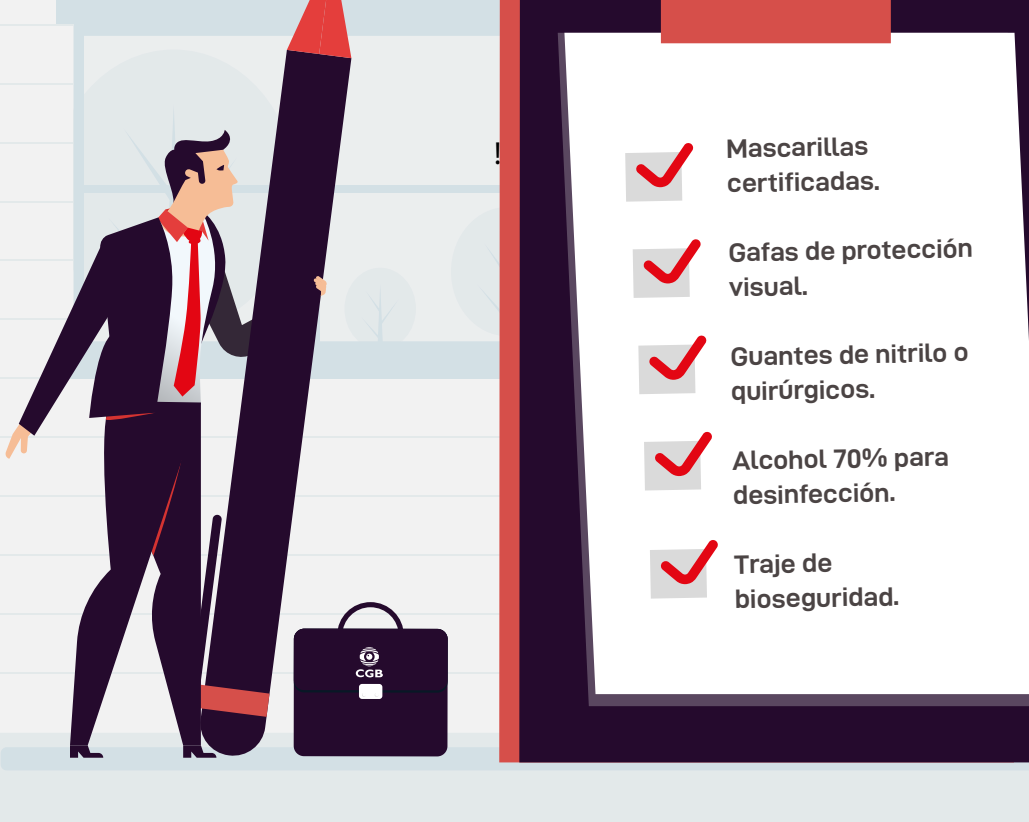 !
Mascarillas
certificadas.
Gafas de protección
visual.
Guantes de nitrilo o
quirúrgicos.
Alcohol 70% para
desinfección.
Traje de
bioseguridad.
CGB